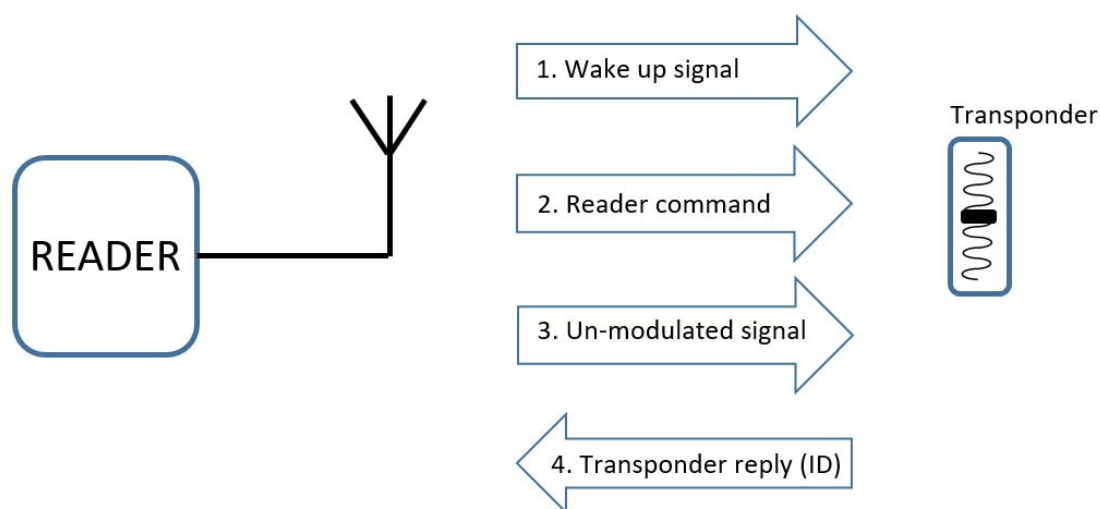 1. Wake up signal
Transponder
2. Reader command
READER
3. Un-modulated signal
4. Transponder reply (ID)